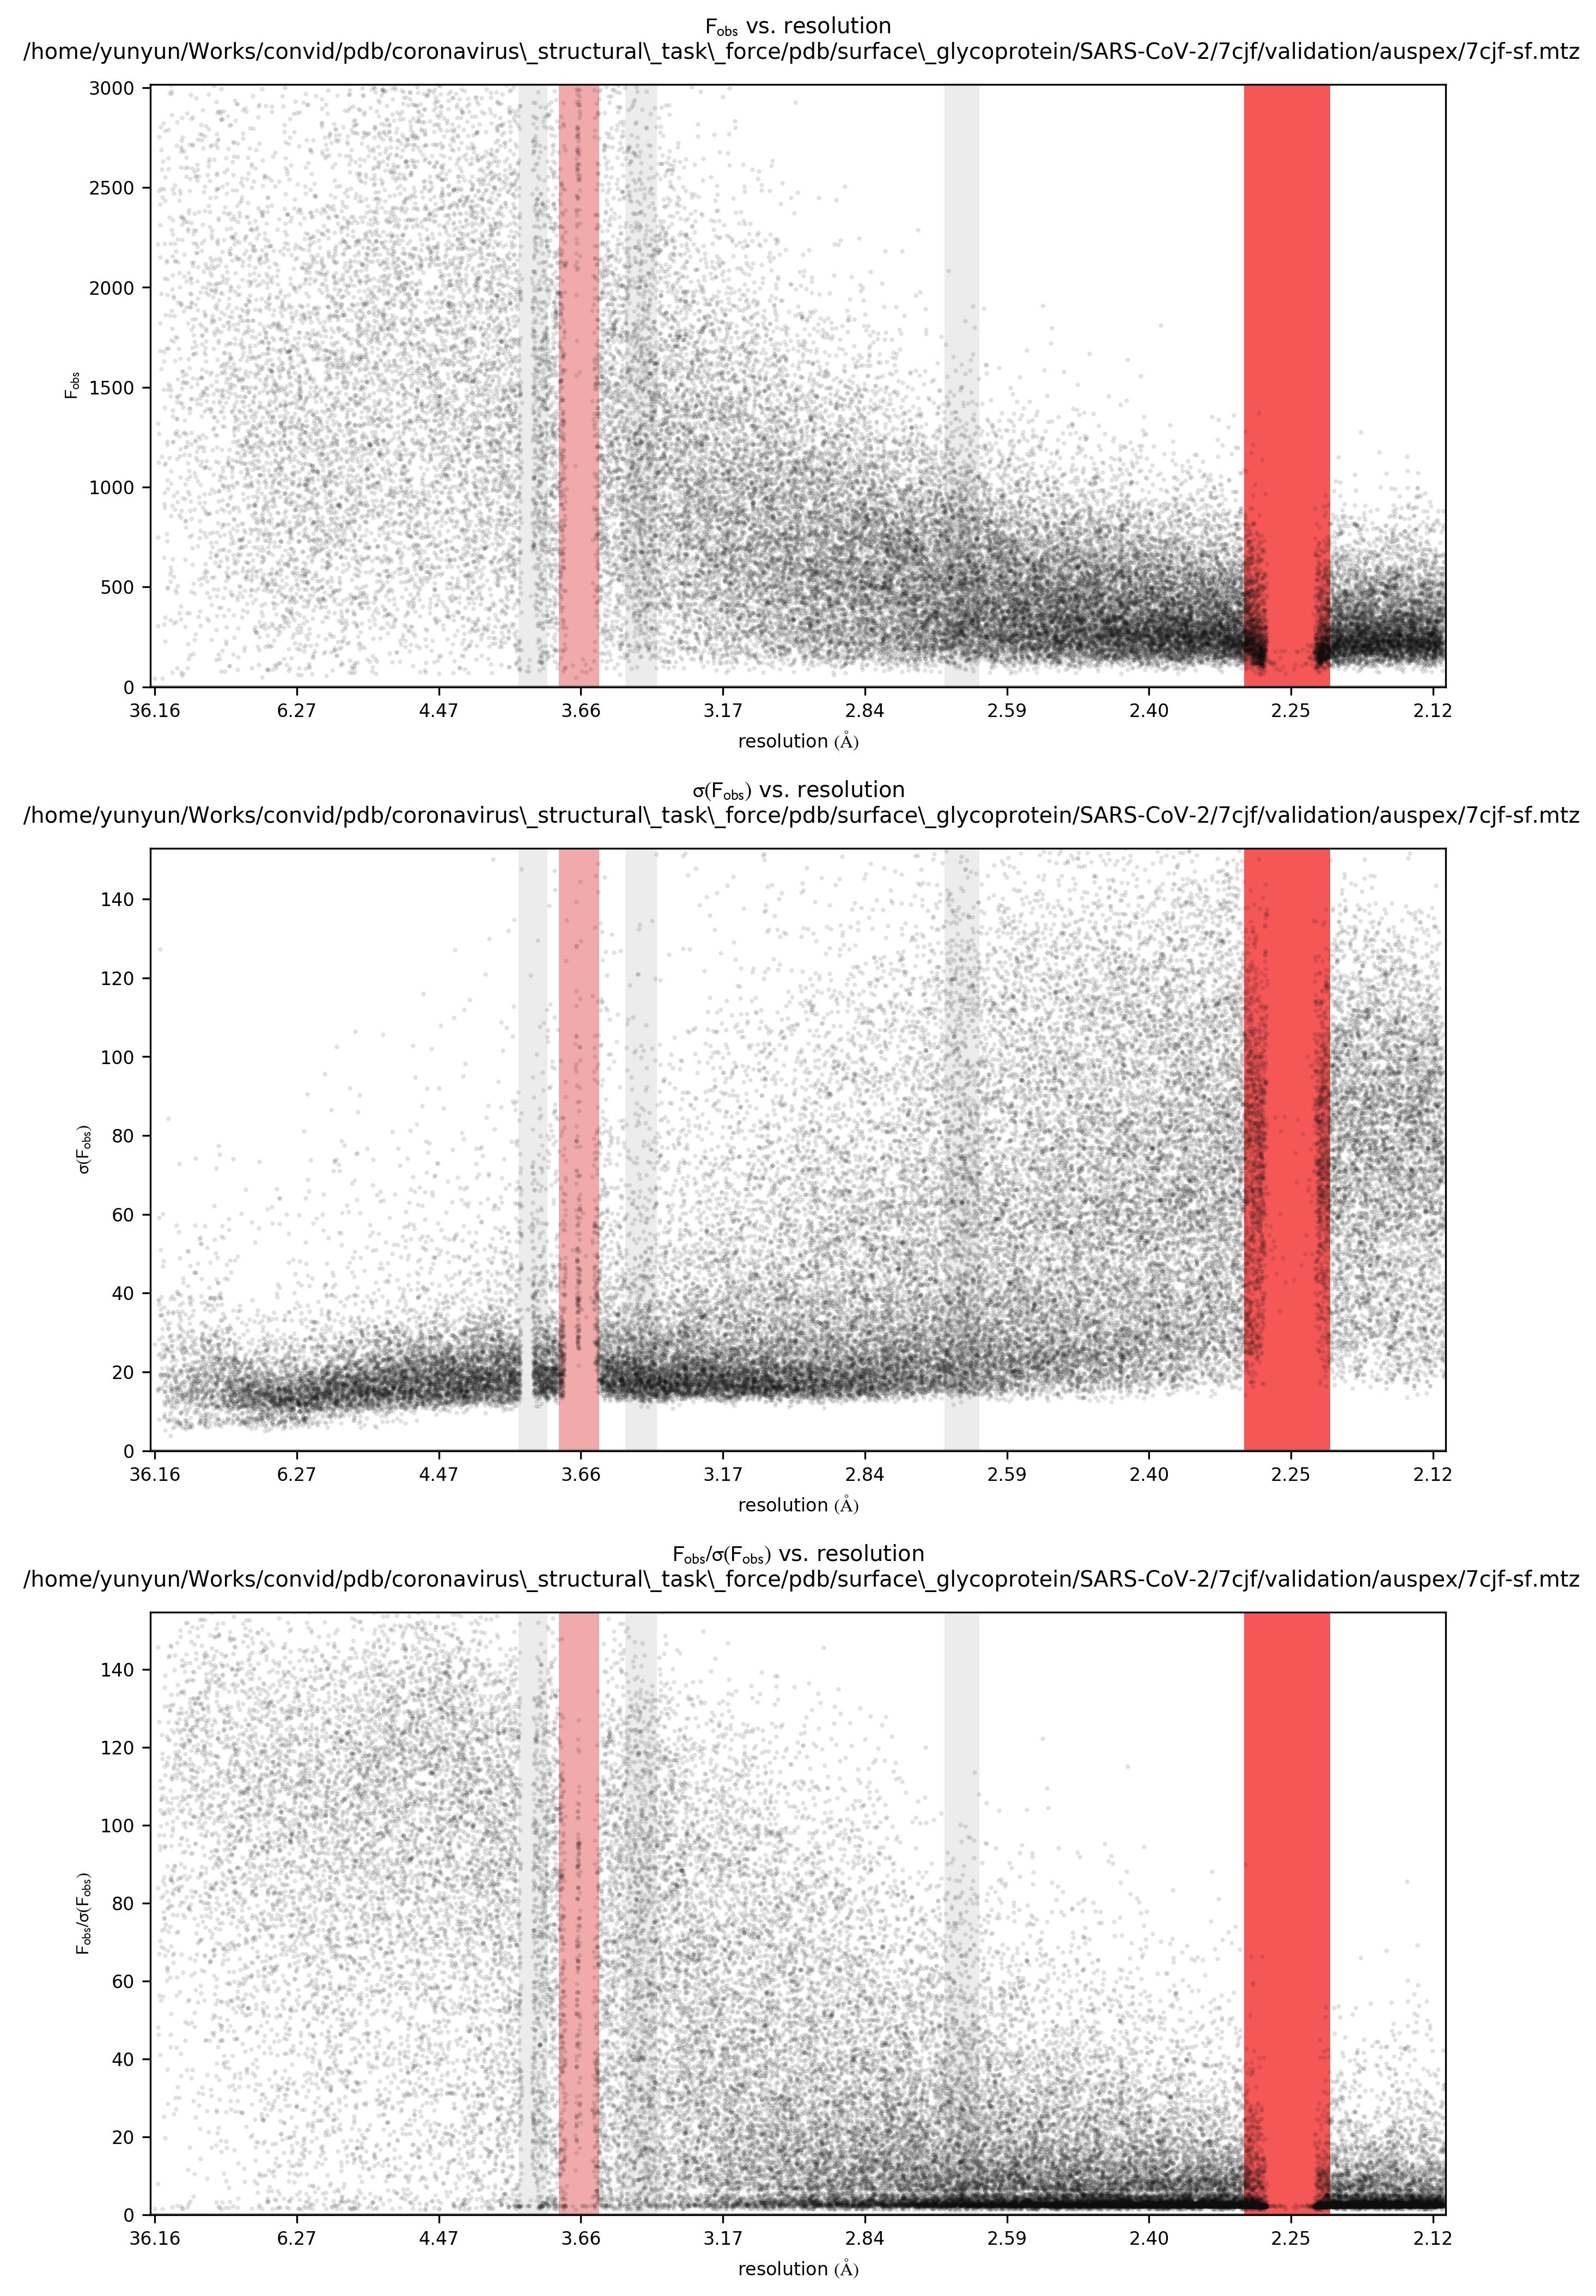 Fobs vs. resolution
/home/yunyun/Works/convid/pdb/coronavirus\_structural\_task\_force/pdb/surface\_glycoprotein/SARS-CoV-2/7cjf/validation/auspex/7cjf-sf.mtz
3000
2500
2000
1500
1000
500
0
Fobs
36.16 6.27 4.47 3.66 3.17 2.84 2.59 2.40 2.25 2.12
resolution (Å)
σ(Fobs) vs. resolution
/home/yunyun/Works/convid/pdb/coronavirus\_structural\_task\_force/pdb/surface\_glycoprotein/SARS-CoV-2/7cjf/validation/auspex/7cjf-sf.mtz
140
120
100
80
60
40
20
0
σ(Fobs)
36.16 6.27 4.47 3.66 3.17 2.84 2.59 2.40 2.25 2.12
resolution (Å)
Fobs/σ(Fobs) vs. resolution
/home/yunyun/Works/convid/pdb/coronavirus\_structural\_task\_force/pdb/surface\_glycoprotein/SARS-CoV-2/7cjf/validation/auspex/7cjf-sf.mtz
140
120
100
80
60
40
20
0
Fobs/σ(Fobs)
36.16 6.27 4.47 3.66 3.17 2.84 2.59 2.40 2.25 2.12
resolution (Å)